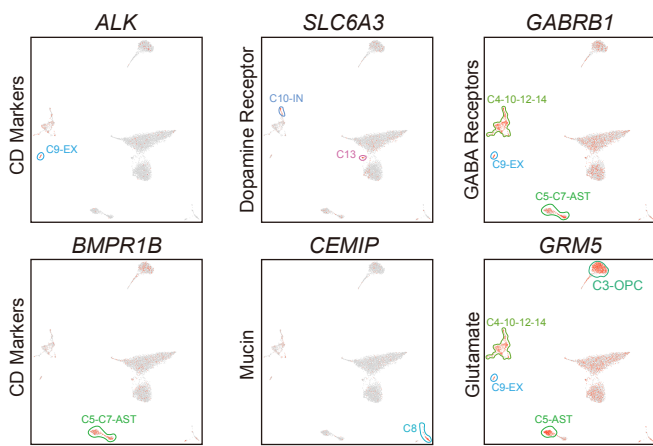 ALK
SLC6A3
GABRB1
CD Markers
C9-EX
Dopamine Receptor
C10-IN
C13
GABA Receptors
C4-10-12-14
C9-EX
C5-C7-AST
BMPR1B
CEMIP
GRM5
CD Markers
C5-C7-AST
Mucin
C8
Glutamate
C3-OPC
C4-10-12-14
C9-EX
C5-AST